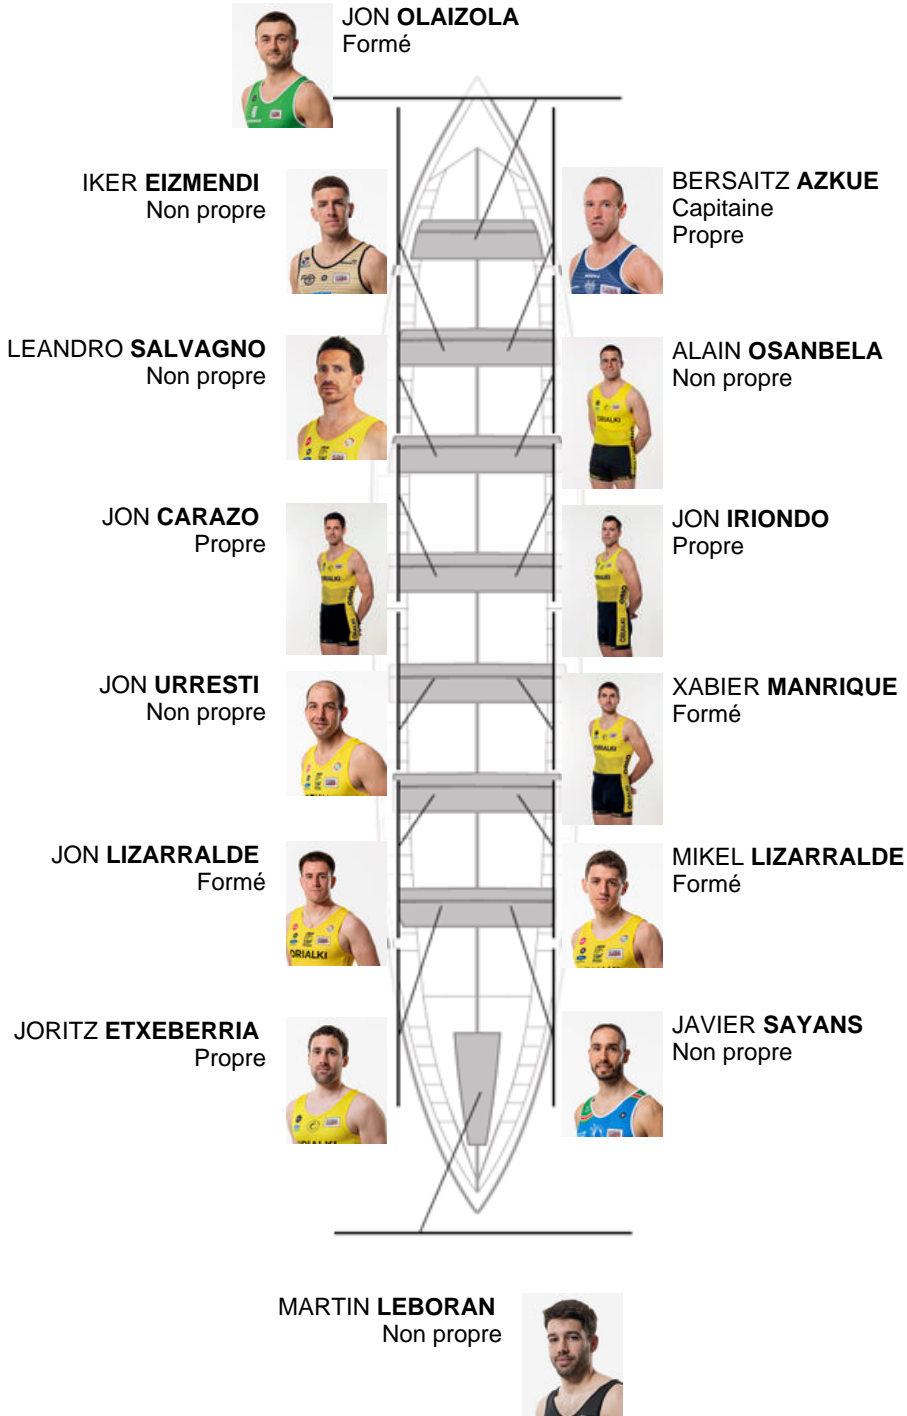 JON OLAIZOLA
Formé
IKER EIZMENDI
Non propre
BERSAITZ AZKUE
Capitaine
Propre
LEANDRO SALVAGNO
Non propre
ALAIN OSANBELA
Non propre
JON CARAZO
Propre
JON IRIONDO
Propre
JON URRESTI
Non propre
XABIER MANRIQUE
Formé
JON LIZARRALDE
Formé
MIKEL LIZARRALDE
Formé
JORITZ ETXEBERRIA
Propre
JAVIER SAYANS
Non propre
MARTIN LEBORAN
Non propre